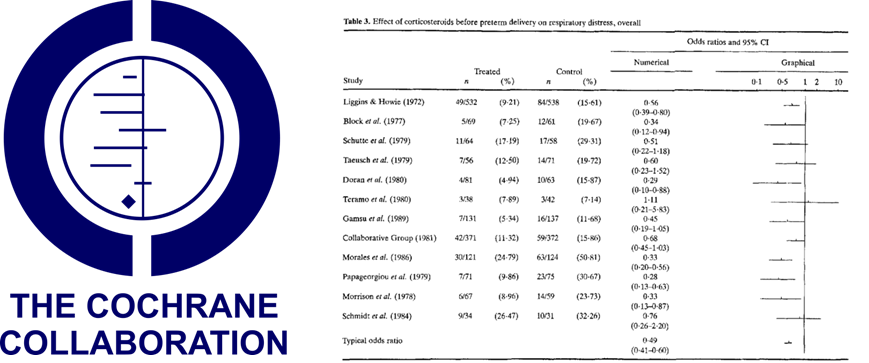 THE COCHRANE
COLLABORATION
Table 3. Effect of corticosteroids before preterm delivery on respiratory distress, overall
Odds ratios and 95% CI
Treated Control Numerical Graphical
Study n (%) n (%) 0·1 0·5 1 2 10
Liggins & Howie (1972) 49/532 (9·21) 84/538 (15·61) 0·56
(0·39–0·80)
Block et al. (1977) 5/69 (7·25) 12/61 (19·67) 0·34
(0·12–0·94)
Schutte et al. (1979) 11/64 (17·19) 17/58 (29·31) 0·51
(0·22–1·18)
Taeusch et al. (1979) 7/56 (12·50) 14/71 (19·72) 0·60
(0·23–1·52)
Doran et al. (1980) 4/81 (4·94) 10/63 (15·87) 0·29
(0·10–0·88)
Teramo et al. (1980) 3/38 (7·89) 3/42 (7·14) 1·11
(0·21–5·83)
Gamsu et al. (1989) 7/131 (5·34) 16/137 (11·68) 0·45
(0·19–1·05)
Collaborative Group (1981) 42/371 (11·32) 59/372 (15·86) 0·68
(0·45–1·03)
Morales et al. (1986) 30/121 (24·79) 63/124 (50·81) 0·33
(0·20–0·56)
Papageorgiou et al. (1979) 7/71 (9·86) 23/75 (30·67) 0·28
(0·13–0·63)
Morrison et al. (1978) 6/67 (8·96) 14/59 (23·73) 0·33
(0·13–0·87)
Schmidt et al. (1984) 9/34 (26·47) 10/31 (32·26) 0·76
(0·26–2·20)
Typical odds ratio 0·49
(0·41–0·60)